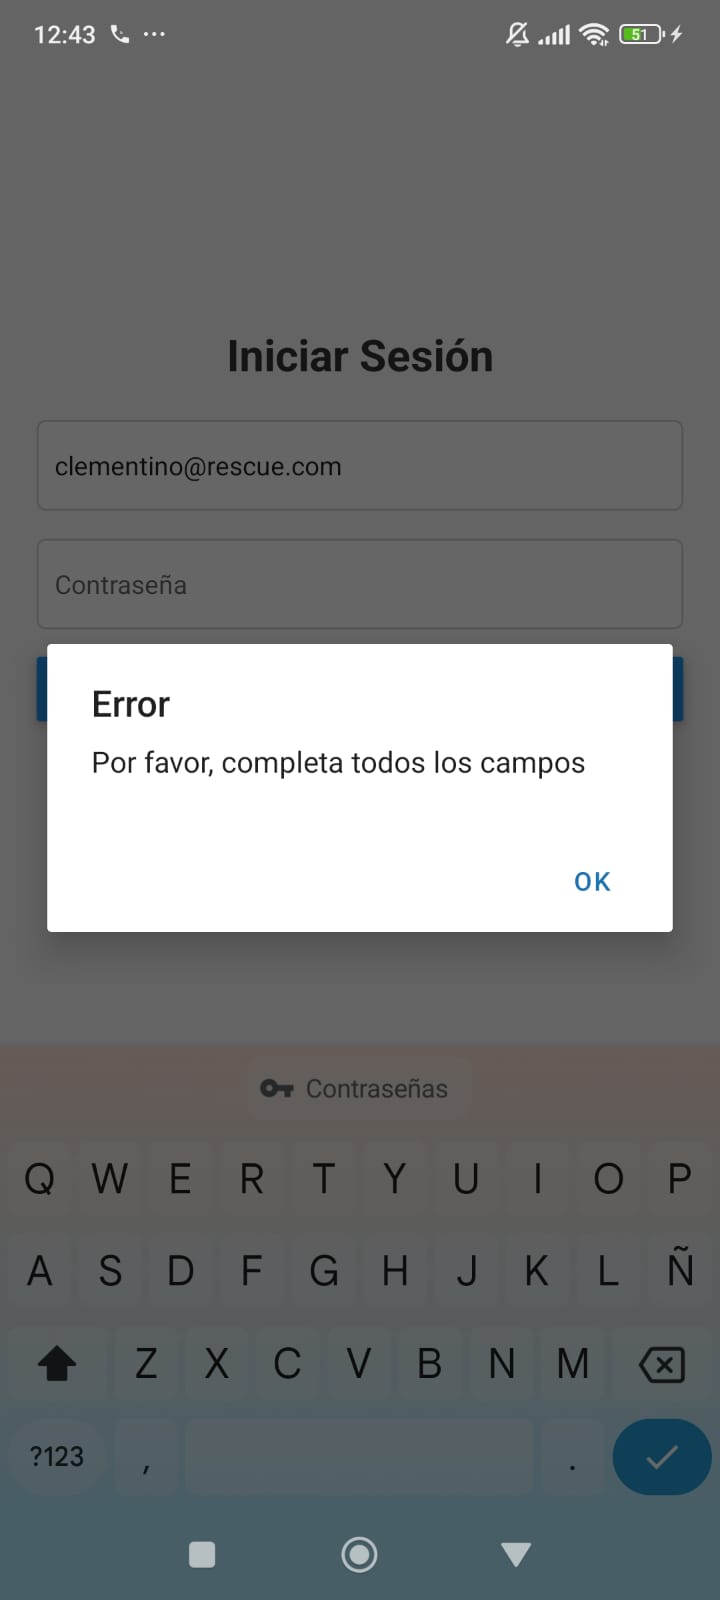 12:43
51
Iniciar Sesión
clementino@rescue.com
Contraseña
Error
Por favor, completa todos los campos
OK
Contraseñas
Q W E R T Y U I O P
A S D F G H J K L Ñ
Z X C V B N M
?123 , .